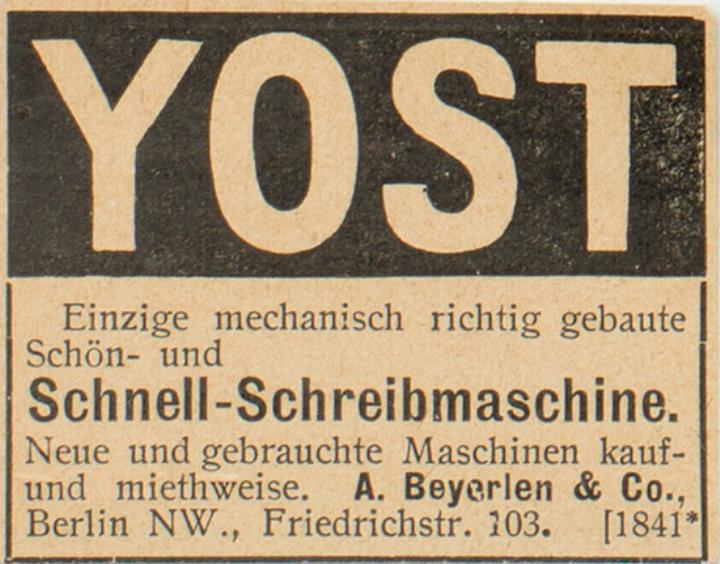 YOST
Einzige mechanisch richtig gebaute
Schön- und
Schnell-Schreibmaschine.
Neue und gebrauchte Maschinen kauf-
und miethweise. A. Beyerlen & Co.,
Berlin NW., Friedrichstr. 103. [1841*